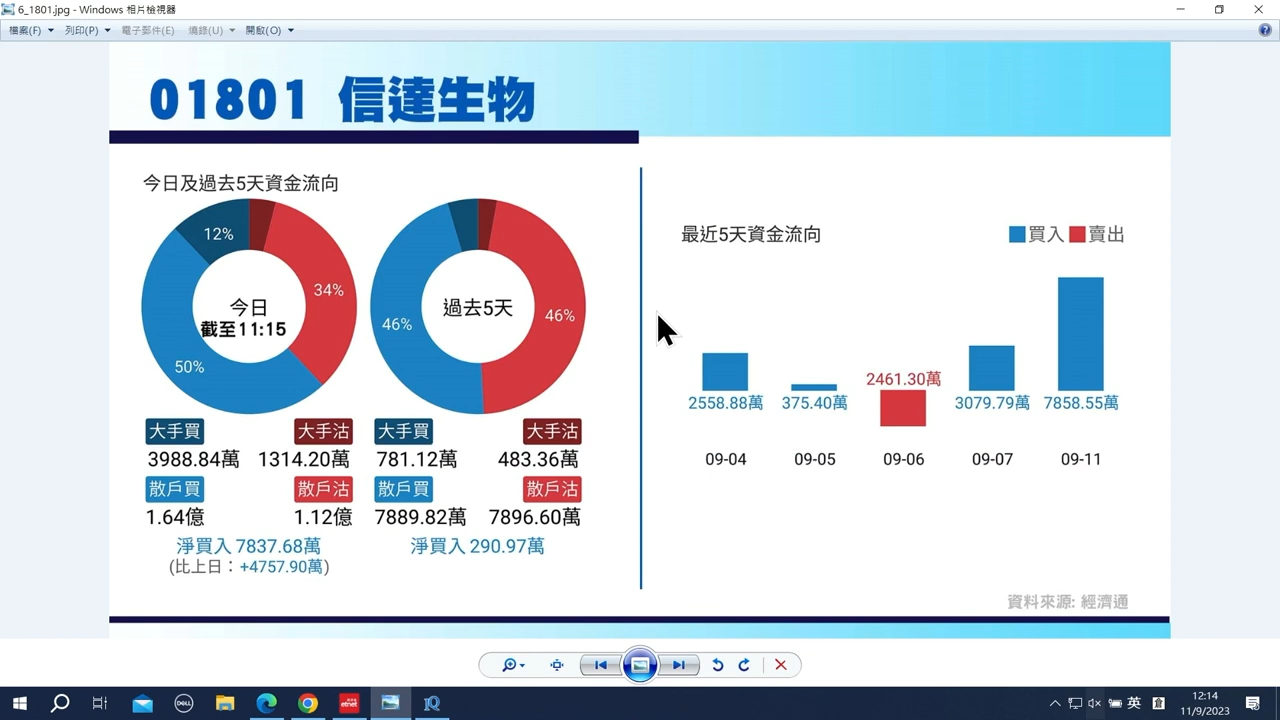 6_1801.jpg - Windows 相片檢視器
檔案(F) 列印(P) 電子郵件(E) 燒錄(U) 開啟(O)
01801 信達生物
今日及過去5天資金流向
12%
34%
50%
今日
截至11:15
46%
46%
過去5天
大手買 大手沽 大手買 大手沽
3988.84萬 1314.20萬 781.12萬 483.36萬
散戶買 散戶沽 散戶買 散戶沽
1.64億 1.12億 7889.82萬 7896.60萬
淨買入 7837.68萬 淨買入 290.97萬
(比上日：+4757.90萬)
最近5天資金流向 買入 賣出
2461.30萬
2558.88萬 375.40萬 3079.79萬 7858.55萬
09-04 09-05 09-06 09-07 09-11
資料來源: 經濟通
DELL
etnet
IQ
英
12:14
11/9/2023